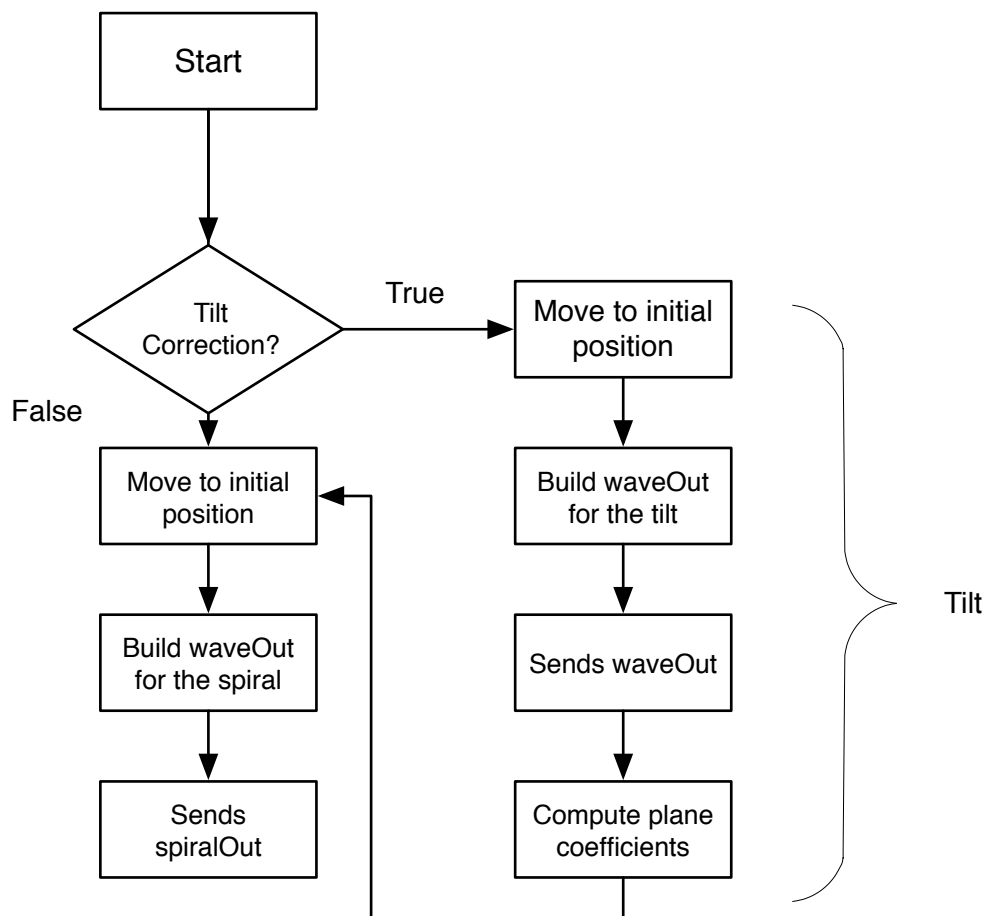 Start
Tilt
Correction?
True
False
Move to initial
position
Build waveOut
for the spiral
Sends
spiralOut
Move to initial
position
Build waveOut
for the tilt
Sends waveOut
Compute plane
coefficients
Tilt